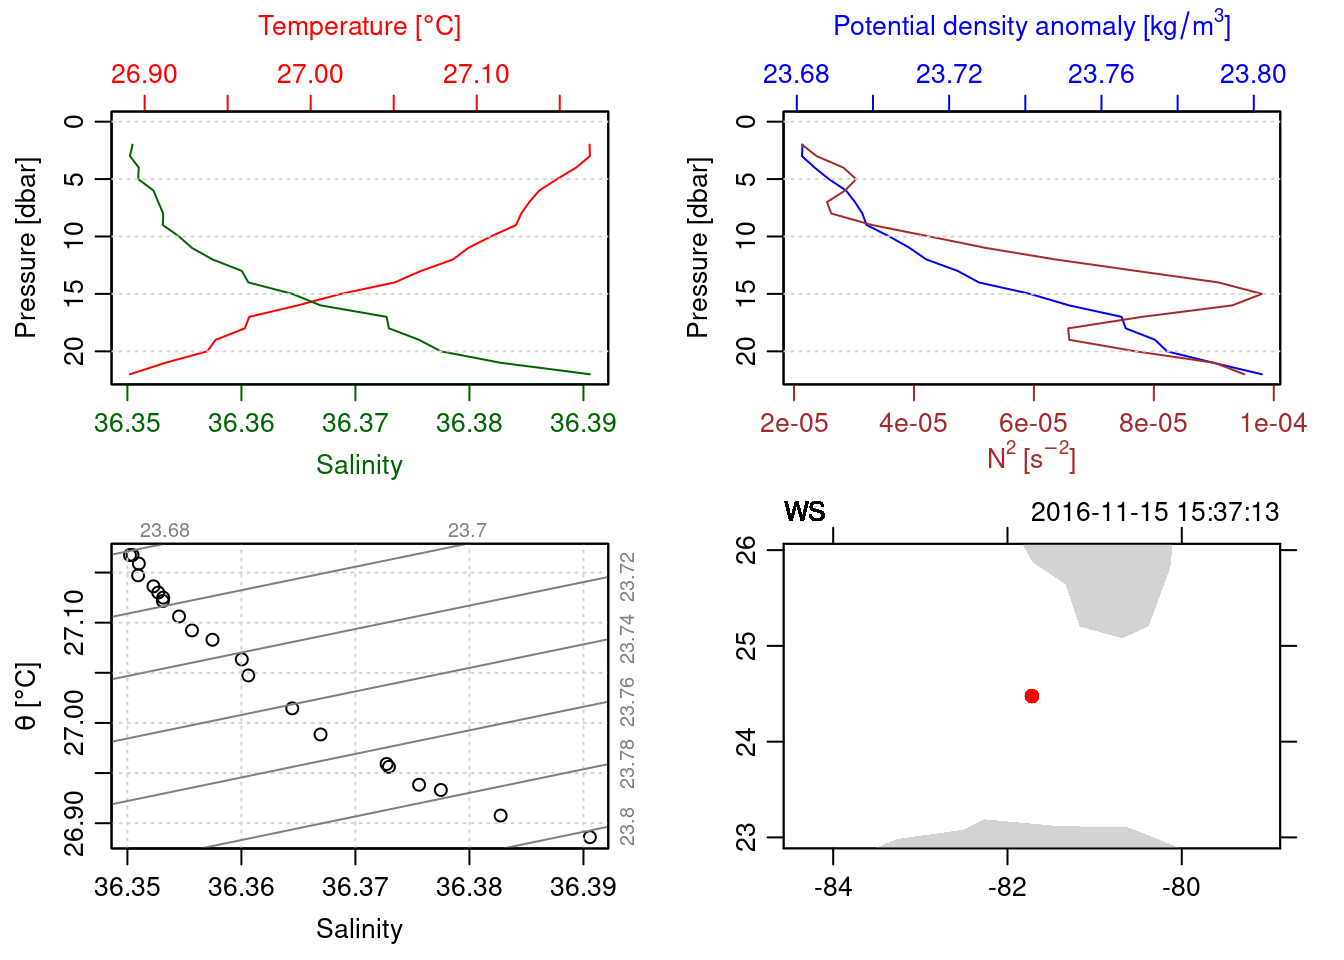 Temperature [°C]
26.90 27.00 27.10
0
5
10
15
20
Pressure [dbar]
36.35 36.36 36.37 36.38 36.39
Salinity
Potential density anomaly [kg/m³]
23.68 23.72 23.76 23.80
0
5
10
15
20
Pressure [dbar]
2e-05 4e-05 6e-05 8e-05 1e-04
N² [s⁻²]
23.68 23.7
23.72
23.74
23.76
23.78
23.8
27.10
27.00
26.90
θ [°C]
36.35 36.36 36.37 36.38 36.39
Salinity
WS 2016-11-15 15:37:13
26
25
24
23
-84 -82 -80